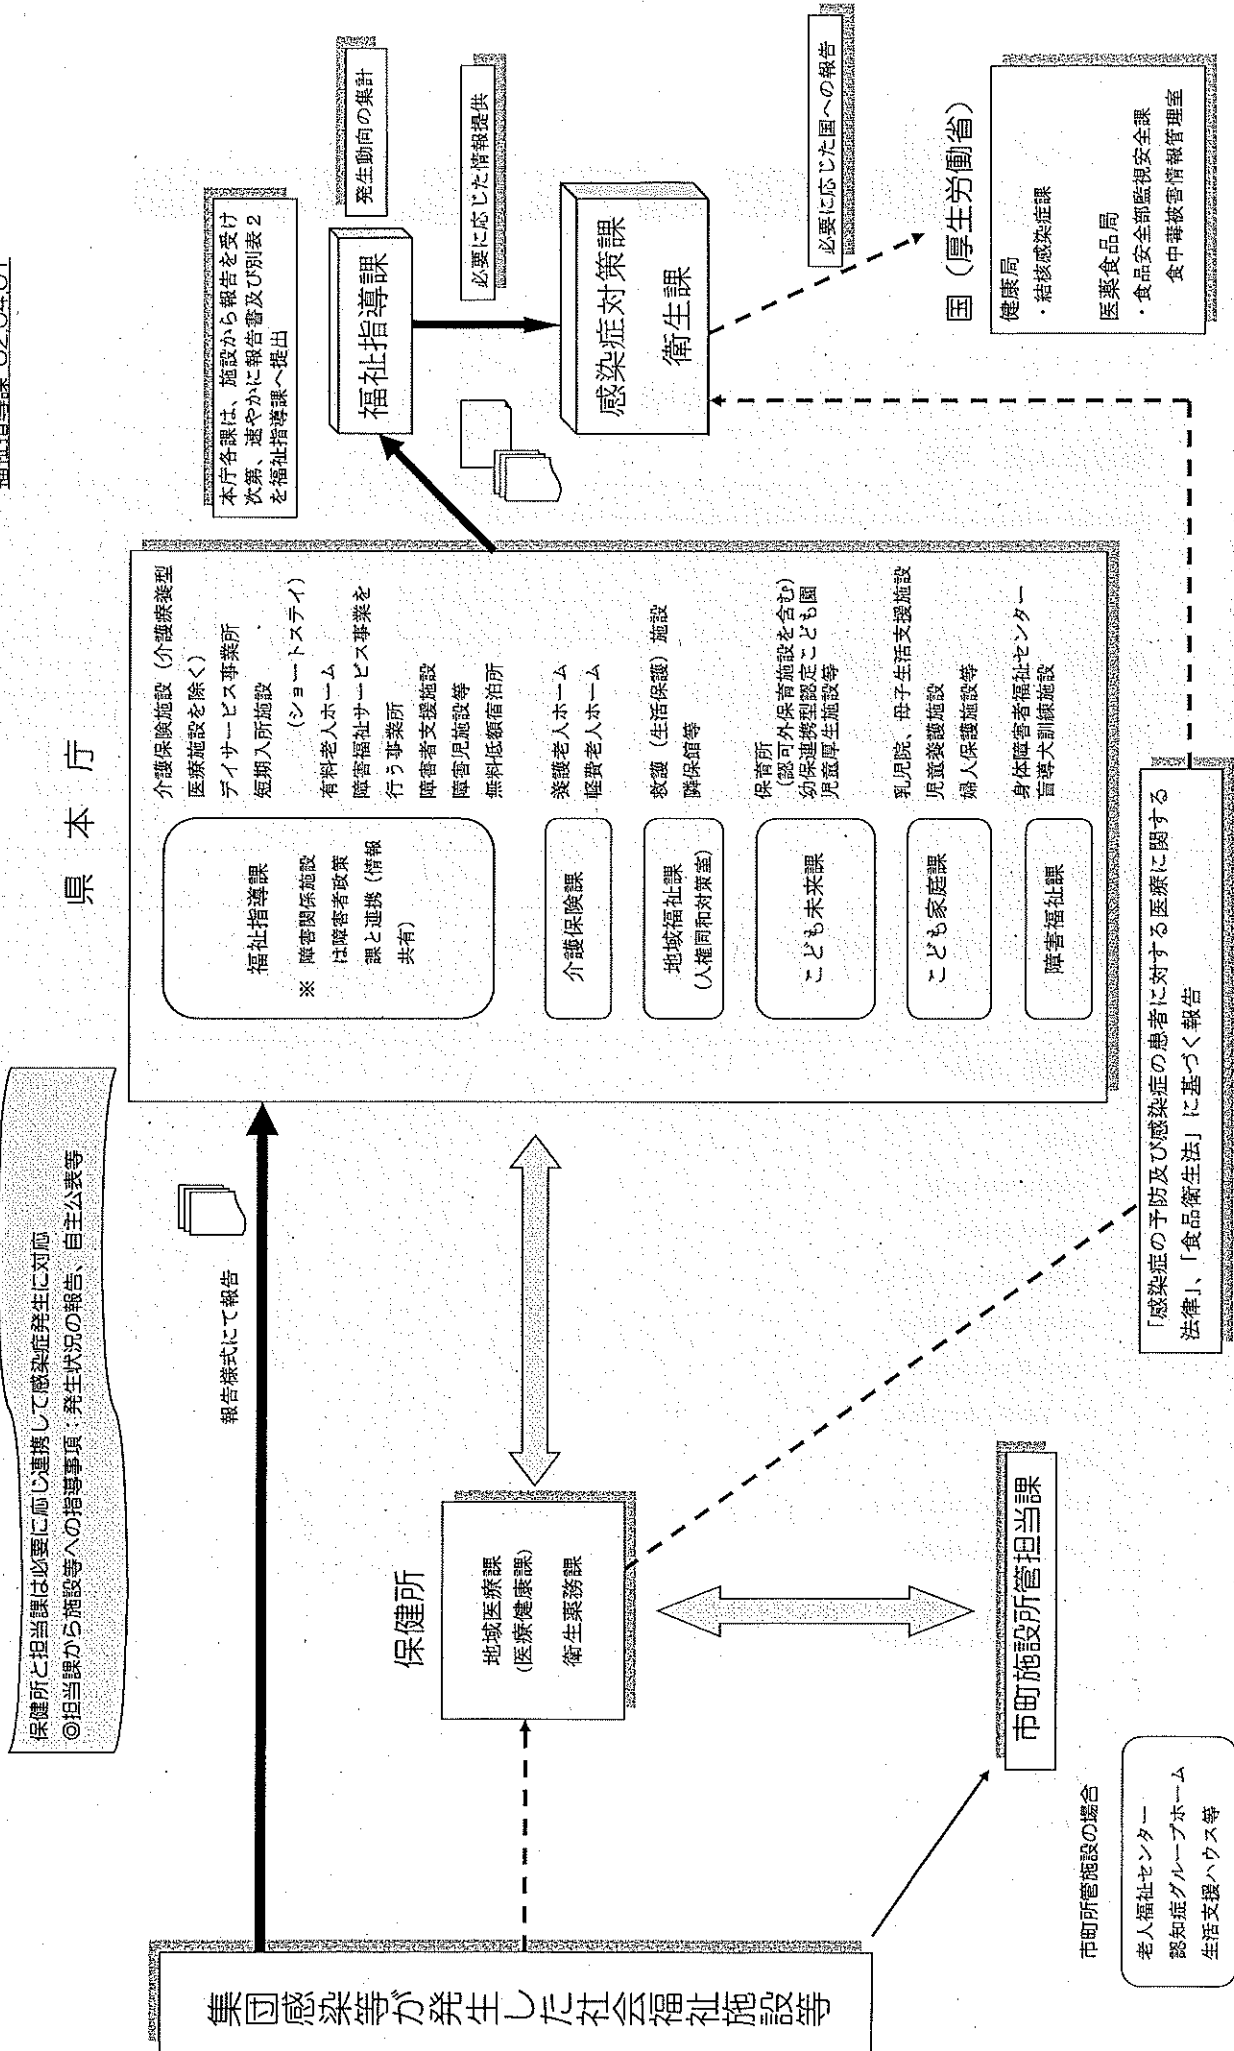 福祉指導課 02.04.01
保健所と担当課は必要に応じ連携して感染症発生に対応
◎担当課から施設等への指導事項：発生状況の報告、自主公表等
県本庁
集団感染等が発生した社会福祉施設等
報告様式にて報告
保健所
地域医療課
(医療健康課)
衛生薬務課
市町施設所管担当課
市町所管施設の場合
老人福祉センター
認知症グループホーム
生活支援ハウス等
福祉指導課
※ 障害関係施設
は障害者政策
課と連携（情報
共有）
介護保険施設（介護療養型
医療施設を除く）
デイサービス事業所
短期入所施設
（ショートステイ）
有料老人ホーム
障害福祉サービス事業を
行う事業所
障害者支援施設
障害児施設等
無料低額宿泊所
介護保険課
養護老人ホーム
軽費老人ホーム
地域福祉課
(人権同和対策室)
救護（生活保護）施設
隣保館等
こども未来課
保育所
（認可外保育施設を含む）
幼保連携型認定こども園
児童厚生施設等
こども家庭課
乳児院、母子生活支援施設
児童養護施設
婦人保護施設等
障害福祉課
身体障害者福祉センター
盲導犬訓練施設
本庁各課は、施設から報告を受け
次第、速やかに報告書及び別表２
を福祉指導課へ提出
福祉指導課
発生動向の集計
必要に応じた情報提供
感染症対策課
衛生課
必要に応じた国への報告
国（厚生労働省）
健康局
・結核感染症課
医薬食品局
・食品安全部監視安全課
食中毒被害情報管理室
「感染症の予防及び感染症の患者に対する医療に関する
法律」、「食品衛生法」に基づく報告